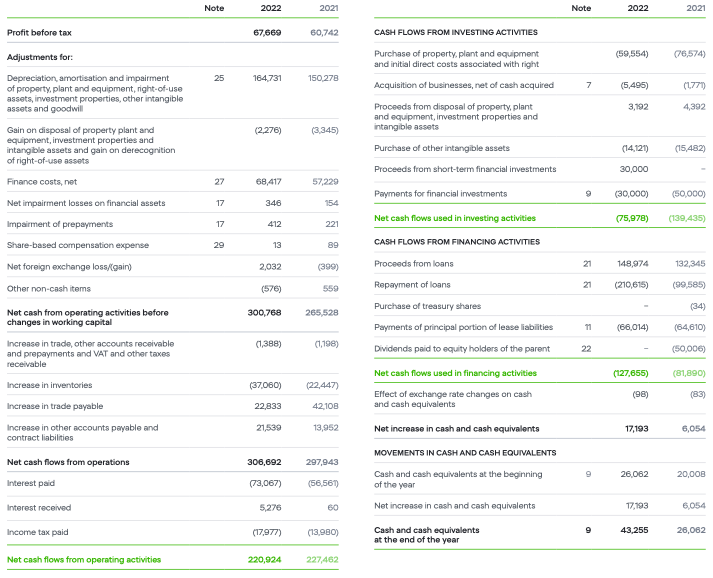 Note 2022 2021
Profit before tax 67,669 60,742
Adjustments for:
Depreciation, amortisation and impairment
of property, plant and equipment, right-of-use
assets, investment properties, other intangible
assets and goodwill 25 164,731 150,278
Gain on disposal of property plant and
equipment, investment properties and
intangible assets and gain on derecognition
of right-of-use assets (2,276) (3,345)
Finance costs, net 27 68,417 57,229
Net impairment losses on financial assets 17 346 154
Impairment of prepayments 17 412 221
Share-based compensation expense 29 13 89
Net foreign exchange loss/(gain) 2,032 (399)
Other non-cash items (576) 559
Net cash from operating activities before
changes in working capital 300,768 265,528
Increase in trade, other accounts receivable
and prepayments and VAT and other taxes
receivable (1,388) (1,198)
Increase in inventories (37,060) (22,447)
Increase in trade payable 22,833 42,108
Increase in other accounts payable and
contract liabilities 21,539 13,952
Net cash flows from operations 306,692 297,943
Interest paid (73,067) (56,561)
Interest received 5,276 60
Income tax paid (17,977) (13,980)
Net cash flows from operating activities 220,924 227,462
Note 2022 2021
CASH FLOWS FROM INVESTING ACTIVITIES
Purchase of property, plant and equipment
and initial direct costs associated with right (59,554) (76,574)
Acquisition of businesses, net of cash acquired 7 (5,495) (1,771)
Proceeds from disposal of property, plant
and equipment, investment properties and
intangible assets 3,192 4,392
Purchase of other intangible assets (14,121) (15,482)
Proceeds from short-term financial investments 30,000 –
Payments for financial investments 9 (30,000) (50,000)
Net cash flows used in investing activities (75,978) (139,435)
CASH FLOWS FROM FINANCING ACTIVITIES
Proceeds from loans 21 148,974 132,345
Repayment of loans 21 (210,615) (99,585)
Purchase of treasury shares – (34)
Payments of principal portion of lease liabilities 11 (66,014) (64,610)
Dividends paid to equity holders of the parent 22 – (50,006)
Net cash flows used in financing activities (127,655) (81,890)
Effect of exchange rate changes on cash
and cash equivalents (98) (83)
Net increase in cash and cash equivalents 17,193 6,054
MOVEMENTS IN CASH AND CASH EQUIVALENTS
Cash and cash equivalents at the beginning
of the year 9 26,062 20,008
Net increase in cash and cash equivalents 17,193 6,054
Cash and cash equivalents
at the end of the year 9 43,255 26,062